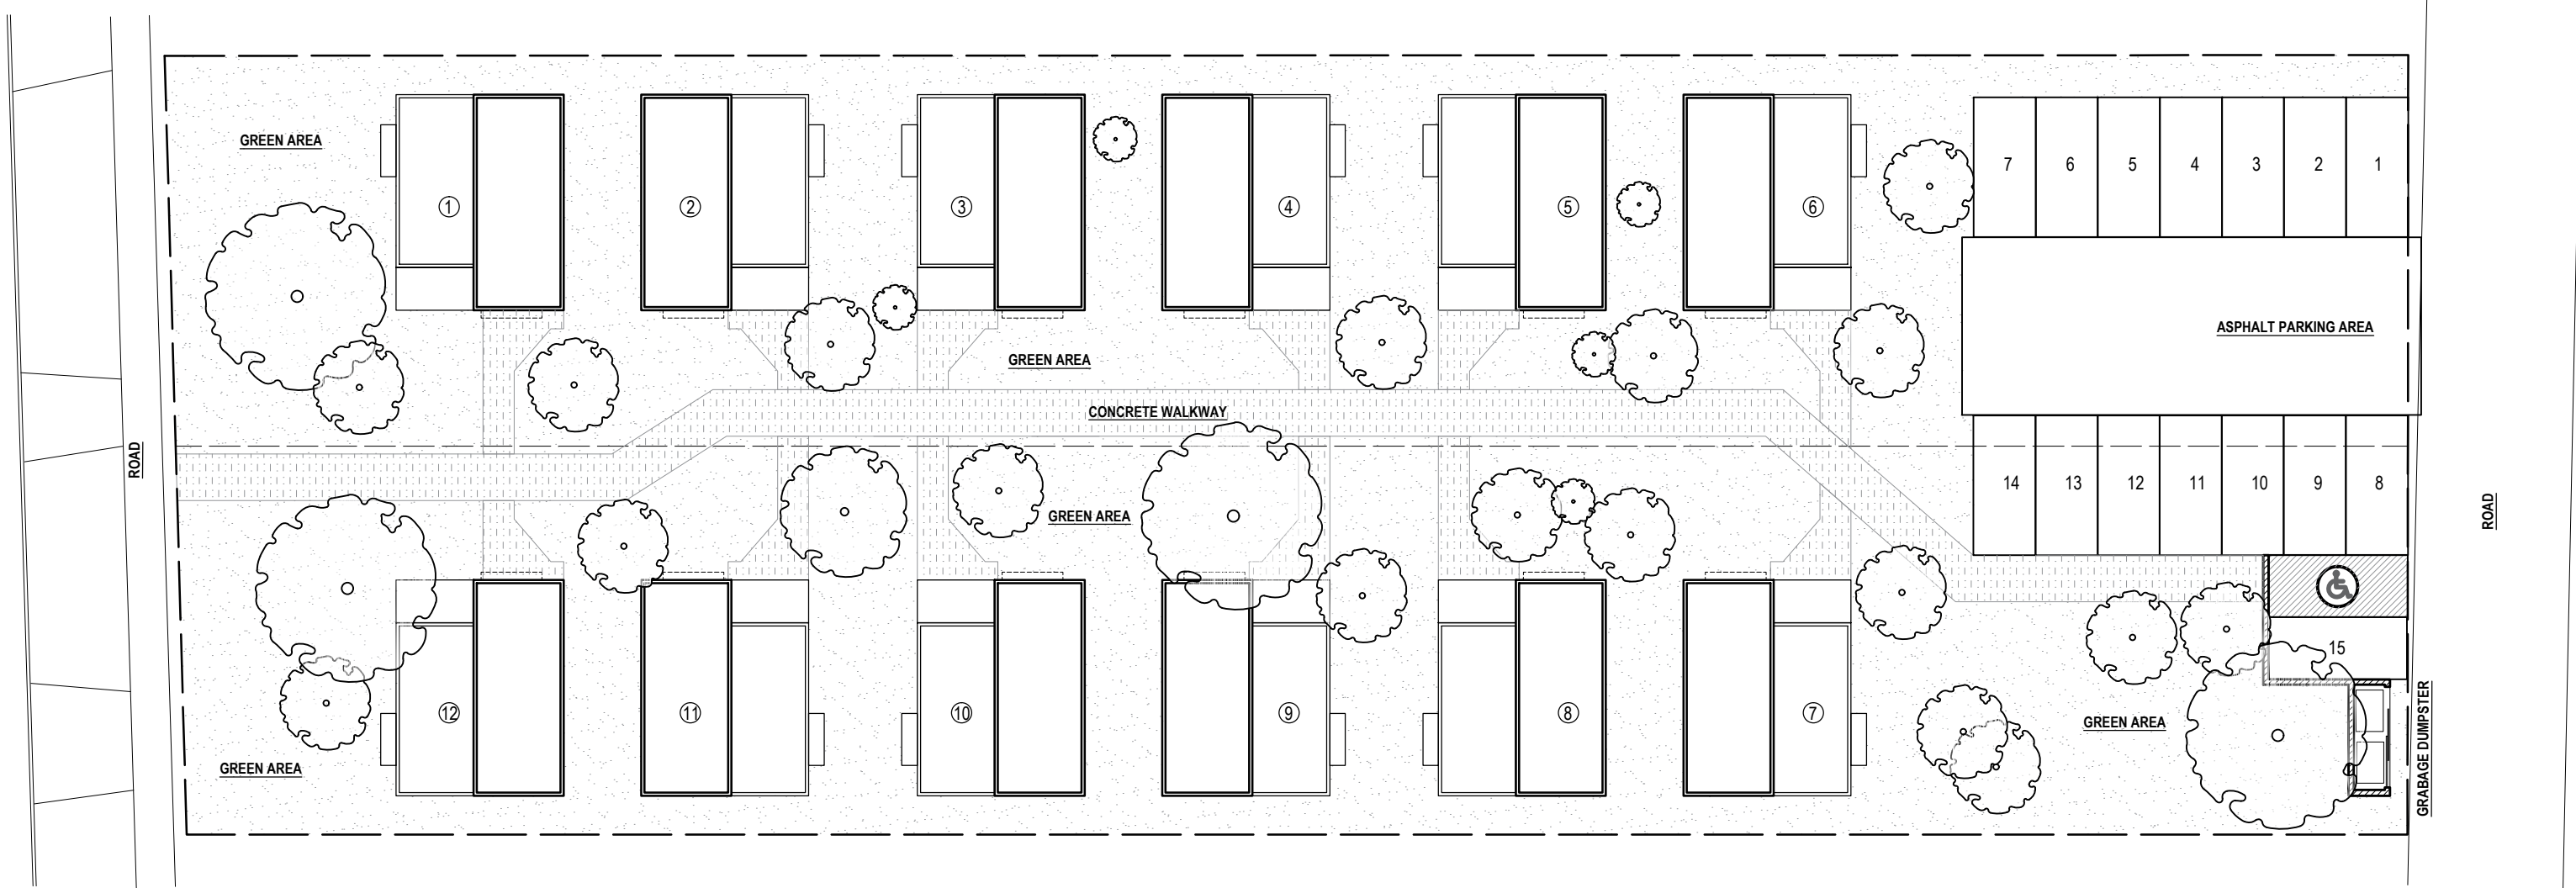 GREEN AREA
① ② ③ ④ ⑤ ⑥
7 6 5 4 3 2 1
ASPHALT PARKING AREA
GREEN AREA
CONCRETE WALKWAY
ROAD
14 13 12 11 10 9 8
ROAD
GREEN AREA
15
⑫ ⑪ ⑩ ⑨ ⑧ ⑦
GREEN AREA
GREEN AREA
GRABAGE DUMPSTER